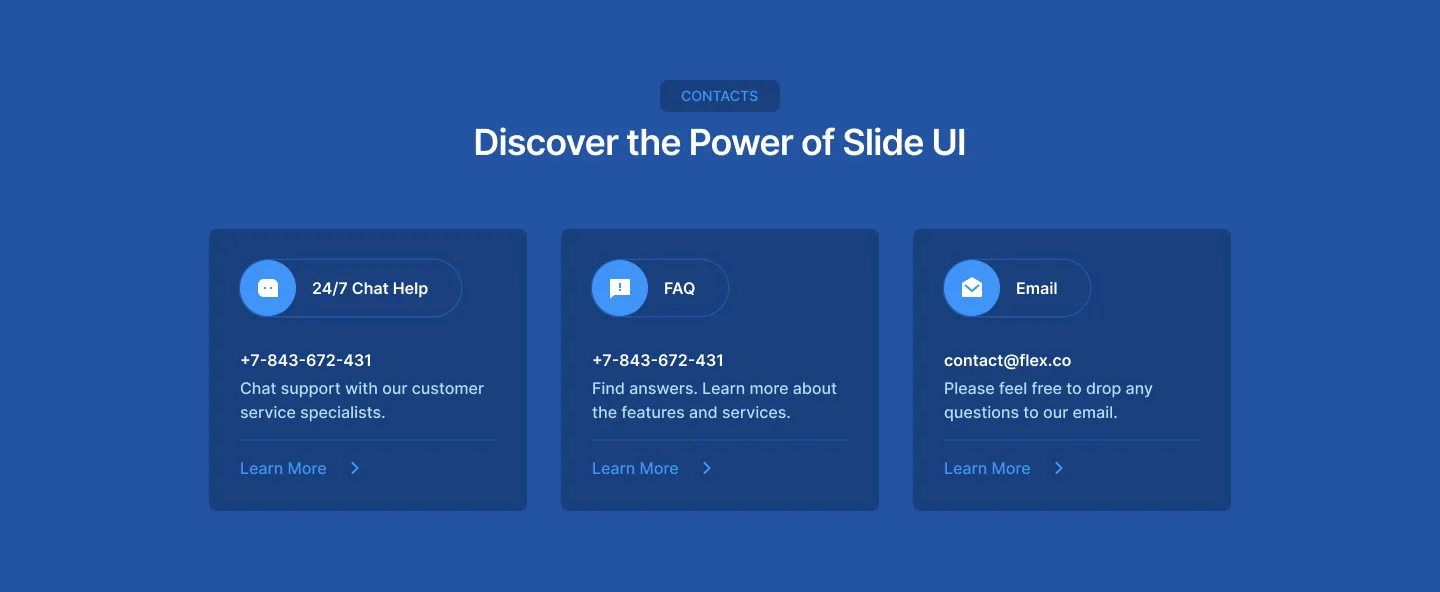 CONTACTS
Discover the Power of Slide UI
24/7 Chat Help
+7-843-672-431
Chat support with our customer
service specialists.
Learn More
FAQ
+7-843-672-431
Find answers. Learn more about
the features and services.
Learn More
Email
contact@flex.co
Please feel free to drop any
questions to our email.
Learn More